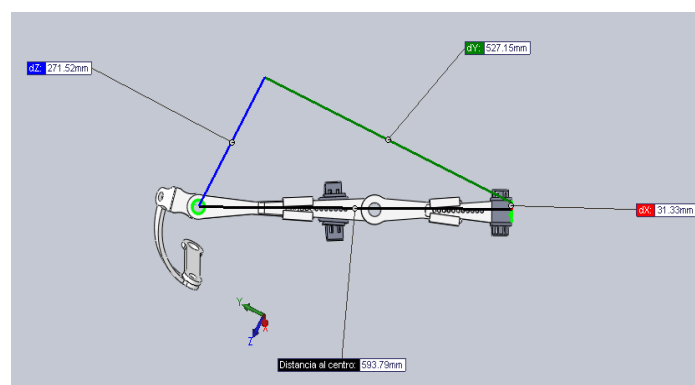 dY: 527.15mm
dZ: 271.52mm
dX: 31.33mm
Y
X
Z
Distancia al centro: 593.79mm